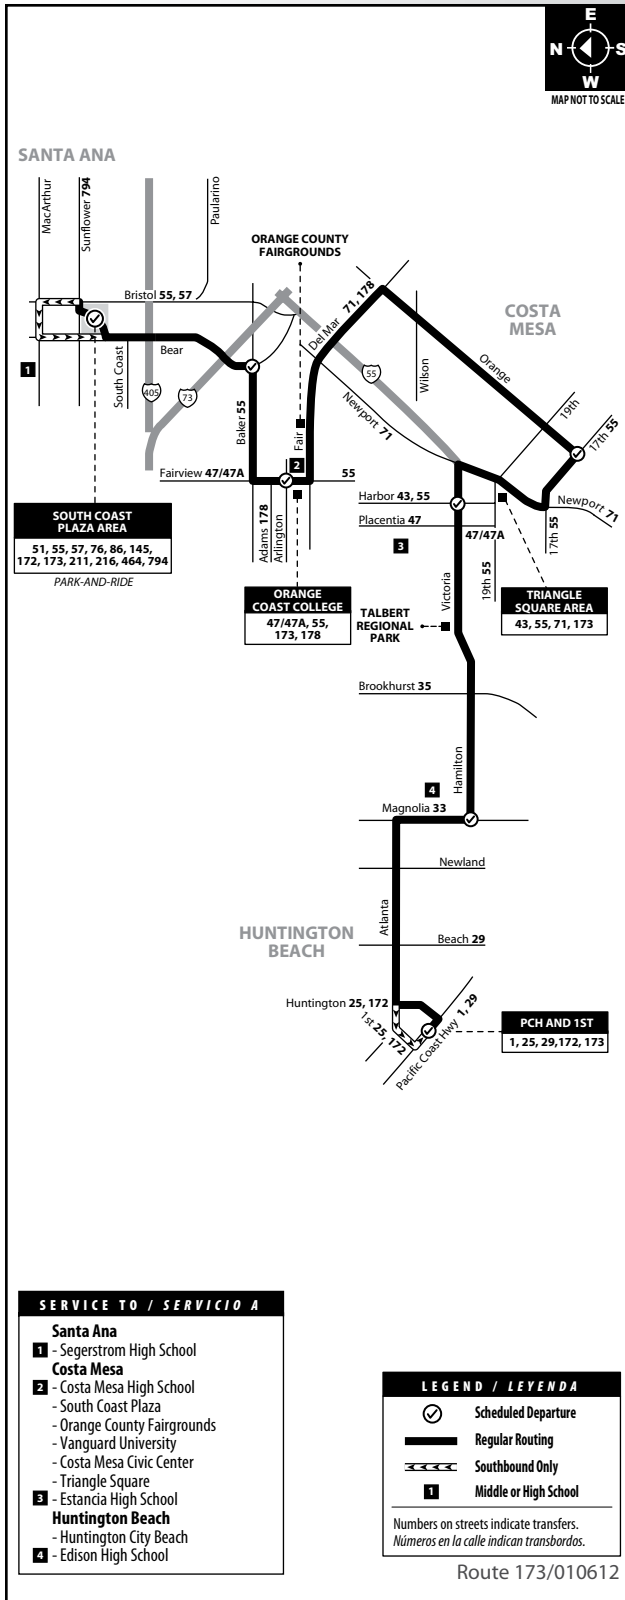 E
N
S
W
MAP NOT TO SCALE
SANTA ANA
MacArthur
Sunflower 794
Paularino
ORANGE COUNTY
FAIRGROUNDS
Bristol 55, 57
Del Mar 71, 178
COSTA
MESA
Bear
South Coast
405
73
55
Wilson
Orange
1
Baker 55
Fair
Newport 71
19th
17th 55
2
Fairview 47/47A
55
SOUTH COAST
PLAZA AREA
51, 55, 57, 76, 86, 145,
172, 173, 211, 216, 464, 794
PARK-AND-RIDE
Adams 178
Arlington
Harbor 43, 55
Placentia 47
47/47A
Newport 71
17th 55
3
Victoria
19th 55
ORANGE
COAST COLLEGE
47/47A, 55,
173, 178
TALBERT
REGIONAL
PARK
TRIANGLE
SQUARE AREA
43, 55, 71, 173
Brookhurst 35
Hamilton
4
Magnolia 33
Newland
Atlanta
HUNTINGTON
BEACH
Beach 29
Huntington 25, 172
1st 25, 172
Pacific Coast Hwy 1, 29
PCH AND 1ST
1, 25, 29,172, 173
SERVICE TO / SERVICIO A
Santa Ana
1 - Segerstrom High School
Costa Mesa
2 - Costa Mesa High School
- South Coast Plaza
- Orange County Fairgrounds
- Vanguard University
- Costa Mesa Civic Center
- Triangle Square
3 - Estancia High School
Huntington Beach
- Huntington City Beach
4 - Edison High School
LEGEND / LEYENDA
Scheduled Departure
Regular Routing
Southbound Only
1 Middle or High School
Numbers on streets indicate transfers.
Números en la calle indican transbordos.
Route 173/010612